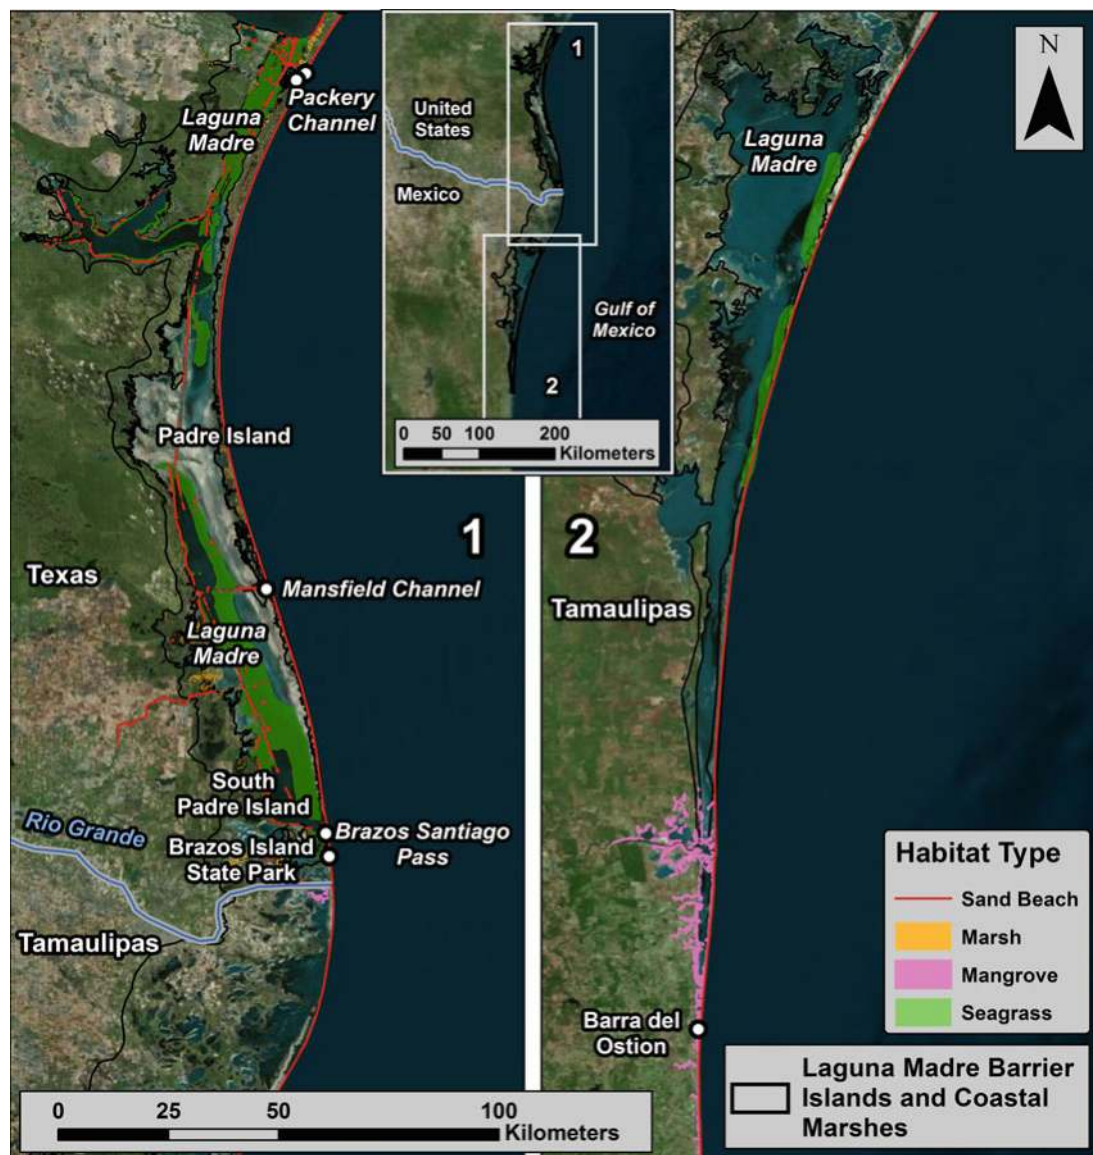 Packery
Channel
Laguna
Madre
Padre Island
Texas
Mansfield Channel
Laguna
Madre
South
Padre Island
Brazos Santiago
Pass
Brazos Island
State Park
Rio Grande
Tamaulipas
1
0 25 50 100
Kilometers
United
States
Mexico
1
Gulf of
Mexico
2
0 50 100 200
Kilometers
N
Laguna
Madre
2
Tamaulipas
Barra del
Ostion
Habitat Type
Sand Beach
Marsh
Mangrove
Seagrass
Laguna Madre Barrier
Islands and Coastal
Marshes